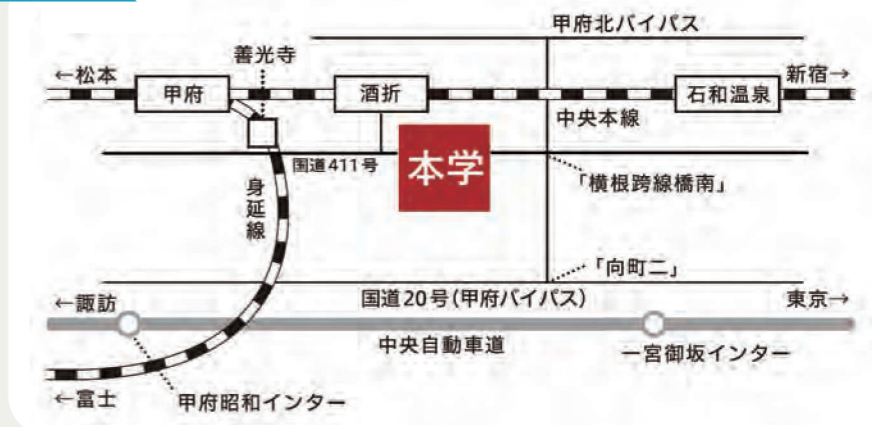 甲府北バイパス
善光寺
←松本
新宿→
甲府
酒折
石和温泉
中央本線
国道411号
本学
「横根跨線橋南」
身延線
「向町二」
←諏訪
国道20号(甲府バイパス)
東京→
中央自動車道
一宮御坂インター
←富士
甲府昭和インター